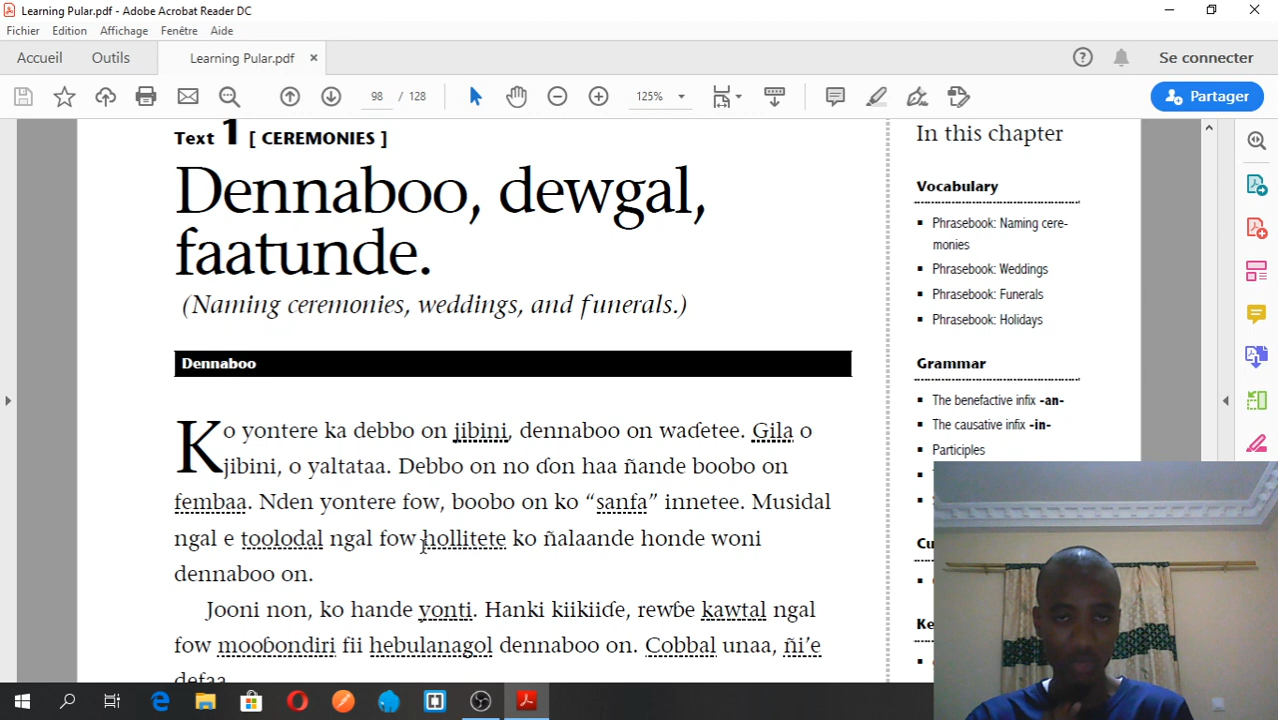 Learning Pular.pdf - Adobe Acrobat Reader DC
Fichier Edition Affichage Fenêtre Aide
Accueil Outils Learning Pular.pdf × Se connecter
98 / 128 125% Partager
Text 1 [ CEREMONIES ]
Dennaboo, dewgal,
faatunde.
(Naming ceremonies, weddings, and funerals.)
Dennaboo
Ko yontere ka debbo on jibini, dennaboo on waɗetee. Gila o
jibini, o yaltataa. Debbo on no ɗon haa ñande boobo on
fembaa. Nden yontere fow, boobo on ko “sanfa” innetee. Musidal
ngal e toolodal ngal fow hollitete ko ñalaande honde woni
dennaboo on.
Jooni non, ko hande yonti. Hanki kiikiiɗe, rewɓe kawtal ngal
fow mooɓondiri fii hebulanagol dennaboo on. Cobbal unaa, ñi’e
defaa
In this chapter
Vocabulary
▪ Phrasebook: Naming cere-
monies
▪ Phrasebook: Weddings
▪ Phrasebook: Funerals
▪ Phrasebook: Holidays
Grammar
▪ The benefactive infix -an-
▪ The causative infix -in-
▪ Participles